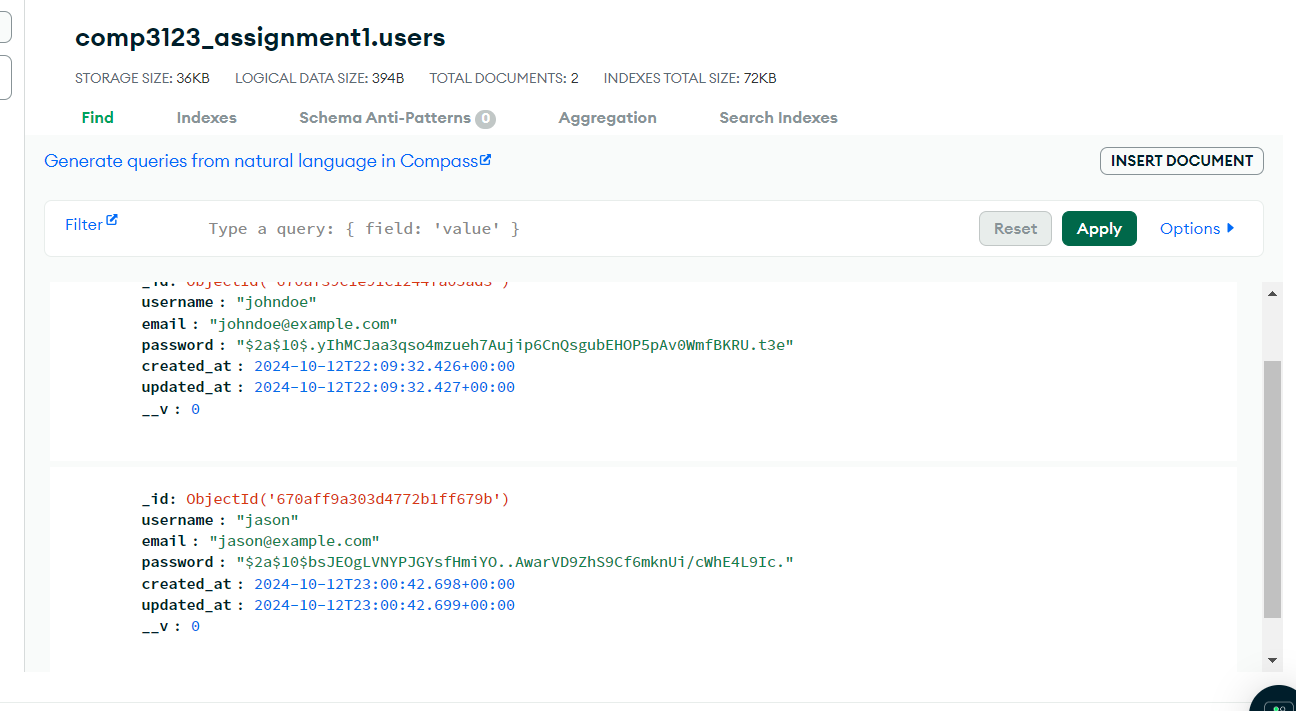 comp3123_assignment1.users
STORAGE SIZE: 36KB LOGICAL DATA SIZE: 394B TOTAL DOCUMENTS: 2 INDEXES TOTAL SIZE: 72KB
Find Indexes Schema Anti-Patterns 0 Aggregation Search Indexes
Generate queries from natural language in Compass
INSERT DOCUMENT
Filter Type a query: { field: 'value' } Reset Apply Options
username : "johndoe"
email : "johndoe@example.com"
password : "$2a$10$.yIhMCJaa3qso4mzueh7Aujip6CnQsgubEHOP5pAv0WmfBKRU.t3e"
created_at : 2024-10-12T22:09:32.426+00:00
updated_at : 2024-10-12T22:09:32.427+00:00
__v : 0
_id: ObjectId('670aff9a303d4772b1ff679b')
username : "jason"
email : "jason@example.com"
password : "$2a$10$bsJEOgLVNYPJGYsfHmiYO..AwarVD9ZhS9Cf6mknUi/cWhE4L9Ic."
created_at : 2024-10-12T23:00:42.698+00:00
updated_at : 2024-10-12T23:00:42.699+00:00
__v : 0